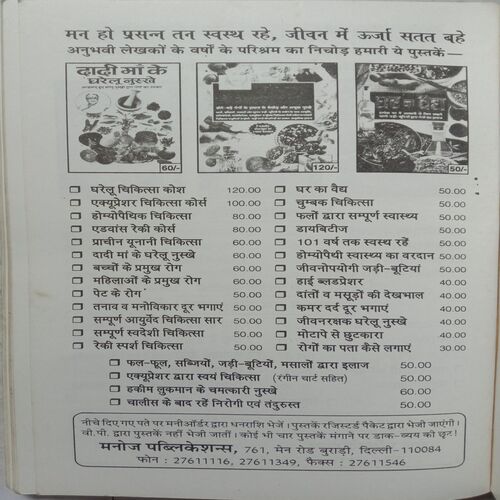 मन हो प्रसन्न तन स्वस्थ रहे, जीवन में ऊर्जा सतत बहे
अनुभवी लेखकों के वर्षों के परिश्रम का निचोड़ हमारी ये पुस्तकें—
दादी मां के
घरेलू नुस्खे
60/-
120/-
50/-
घरेलू चिकित्सा कोश 120.00
एक्यूप्रेशर चिकित्सा कोर्स 100.00
होम्योपैथिक चिकित्सा 80.00
एडवांस रेकी कोर्स 80.00
प्राचीन यूनानी चिकित्सा 60.00
दादी मां के घरेलू नुस्खे 60.00
बच्चों के प्रमुख रोग 60.00
महिलाओं के प्रमुख रोग 60.00
पेट के रोग 50.00
तनाव व मनोविकार दूर भगाएं 50.00
सम्पूर्ण आयुर्वेद चिकित्सा सार 50.00
सम्पूर्ण स्वदेशी चिकित्सा 50.00
रेकी स्पर्श चिकित्सा 50.00
घर का वैद्य 50.00
चुम्बक चिकित्सा 50.00
फलों द्वारा सम्पूर्ण स्वास्थ्य 50.00
डायबिटीज 50.00
101 वर्ष तक स्वस्थ रहें 50.00
होम्योपैथी स्वास्थ्य का वरदान 50.00
जीवनोपयोगी जड़ी-बूटियां 50.00
हाई ब्लडप्रेशर 40.00
दांतों व मसूड़ों की देखभाल 40.00
कमर दर्द दूर भगाएं 40.00
जीवनरक्षक घरेलू नुस्खे 40.00
मोटापे से छुटकारा 40.00
रोगों का पता कैसे लगाएं 30.00
फल-फूल, सब्जियों, जड़ी-बूटियों, मसालों द्वारा इलाज 50.00
एक्यूप्रेशर द्वारा स्वयं चिकित्सा (रंगीन चार्ट सहित) 50.00
हकीम लुकमान के चमत्कारी नुस्खे 60.00
चालीस के बाद रहें निरोगी एवं तंदुरुस्त 50.00
नीचे दिए गए पते पर मनीऑर्डर द्वारा धनराशि भेजें। पुस्तकें रजिस्टर्ड पैकेट द्वारा भेजी जाएंगी।
वी.पी. द्वारा पुस्तकें नहीं भेजी जातीं। कोई भी चार पुस्तकें मंगाने पर डाक-व्यय की छूट!
मनोज पब्लिकेशन्स, 761, मेन रोड बुराड़ी, दिल्ली-110084
फोन : 27611116, 27611349, फैक्स : 27611546